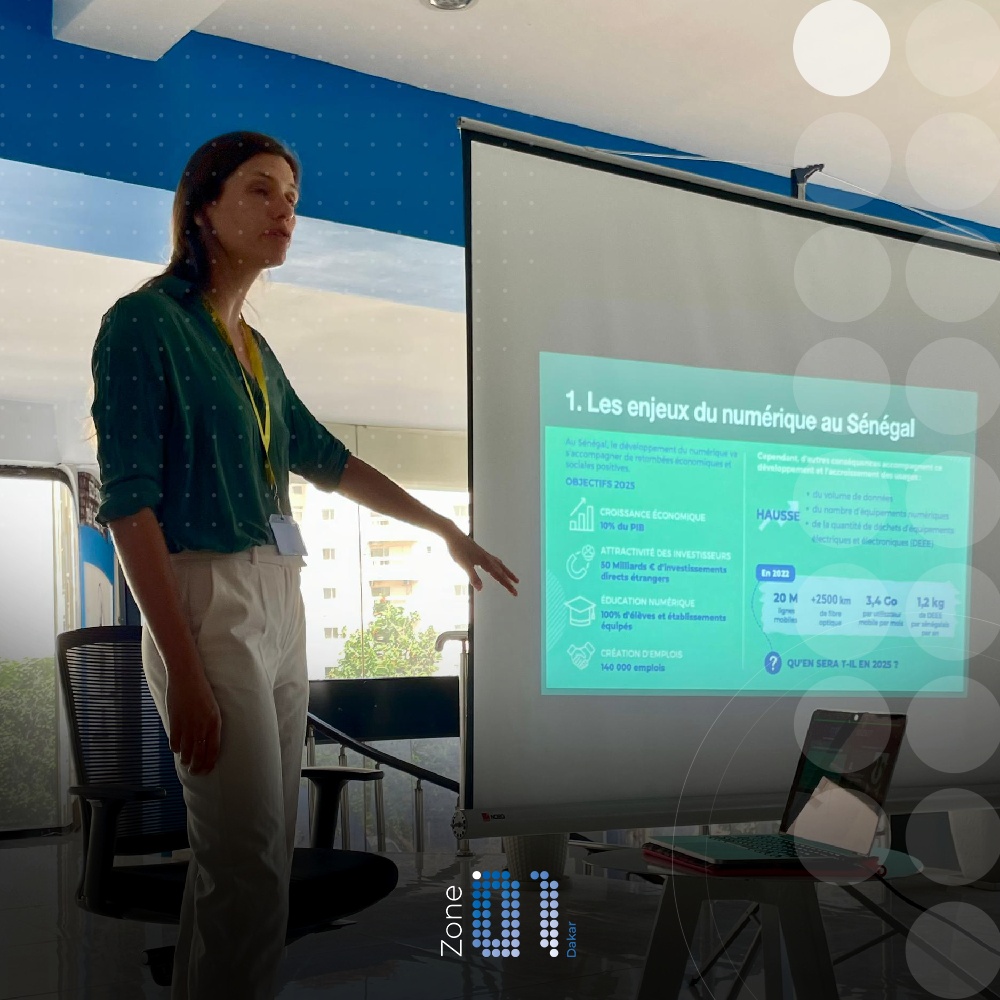 1. Les enjeux du numérique au Sénégal
Au Sénégal, le développement du numérique va
s'accompagner de retombées économiques et
sociales positives.
OBJECTIFS 2025
CROISSANCE ÉCONOMIQUE
10% du PIB
ATTRACTIVITÉ DES INVESTISSEURS
50 Milliards € d'investissements
directs étrangers
ÉDUCATION NUMÉRIQUE
100% d'élèves et établissements
équipés
CRÉATION D'EMPLOIS
140 000 emplois
Cependant, d'autres conséquences accompagnent ce
développement et l'accroissement des usages :
HAUSSE
• du volume de données
• du nombre d'équipements numériques
• de la quantité de déchets d'équipements
électriques et électroniques (DEEE)
En 2022
20 M
lignes
mobiles
+2500 km
de fibre
optique
3,4 Go
par utilisateur
mobile par mois
1,2 kg
de DEEE
par sénégalais
par an
? QU'EN SERA T-IL EN 2025 ?
Zone
01
Dakar